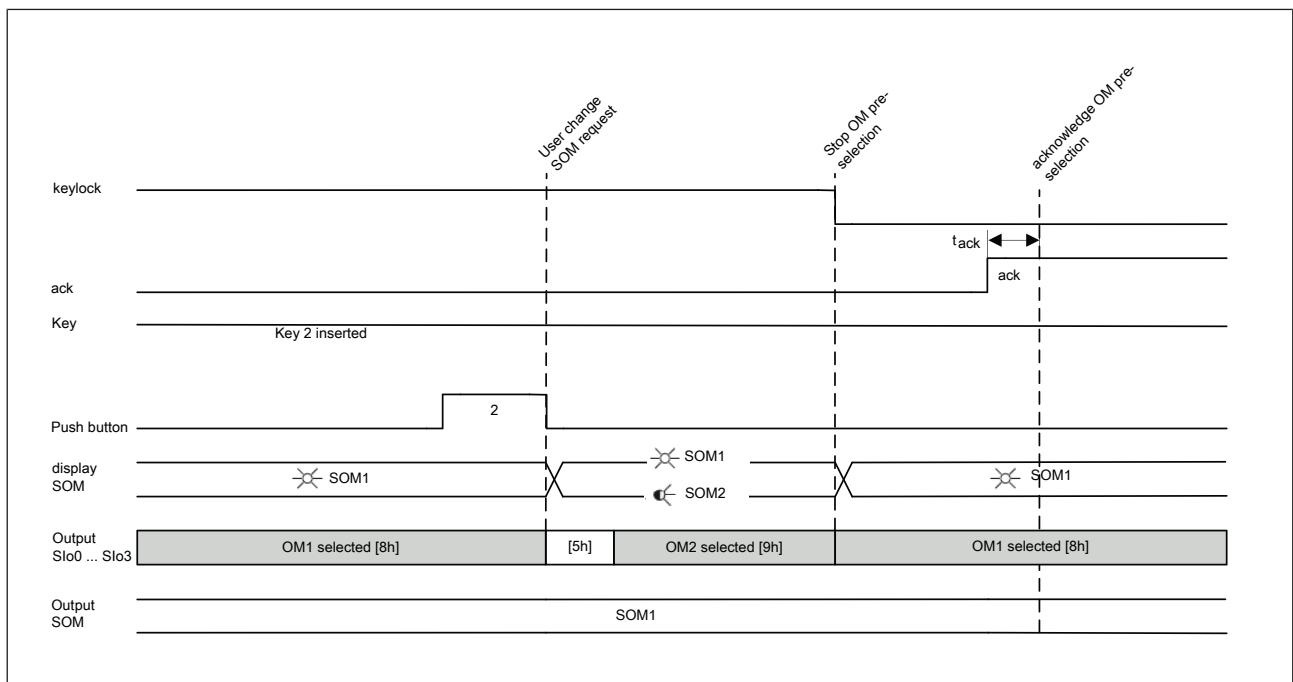 User change
SOM request
Stop OM pre-
selection
acknowledge OM pre-
selection
keylock
t ack
ack
ack
Key
Key 2 inserted
2
Push button
display
SOM
SOM1
SOM1
SOM2
SOM1
Output
SIo0 ... SIo3
OM1 selected [8h]
[5h]
OM2 selected [9h]
OM1 selected [8h]
Output
SOM
SOM1